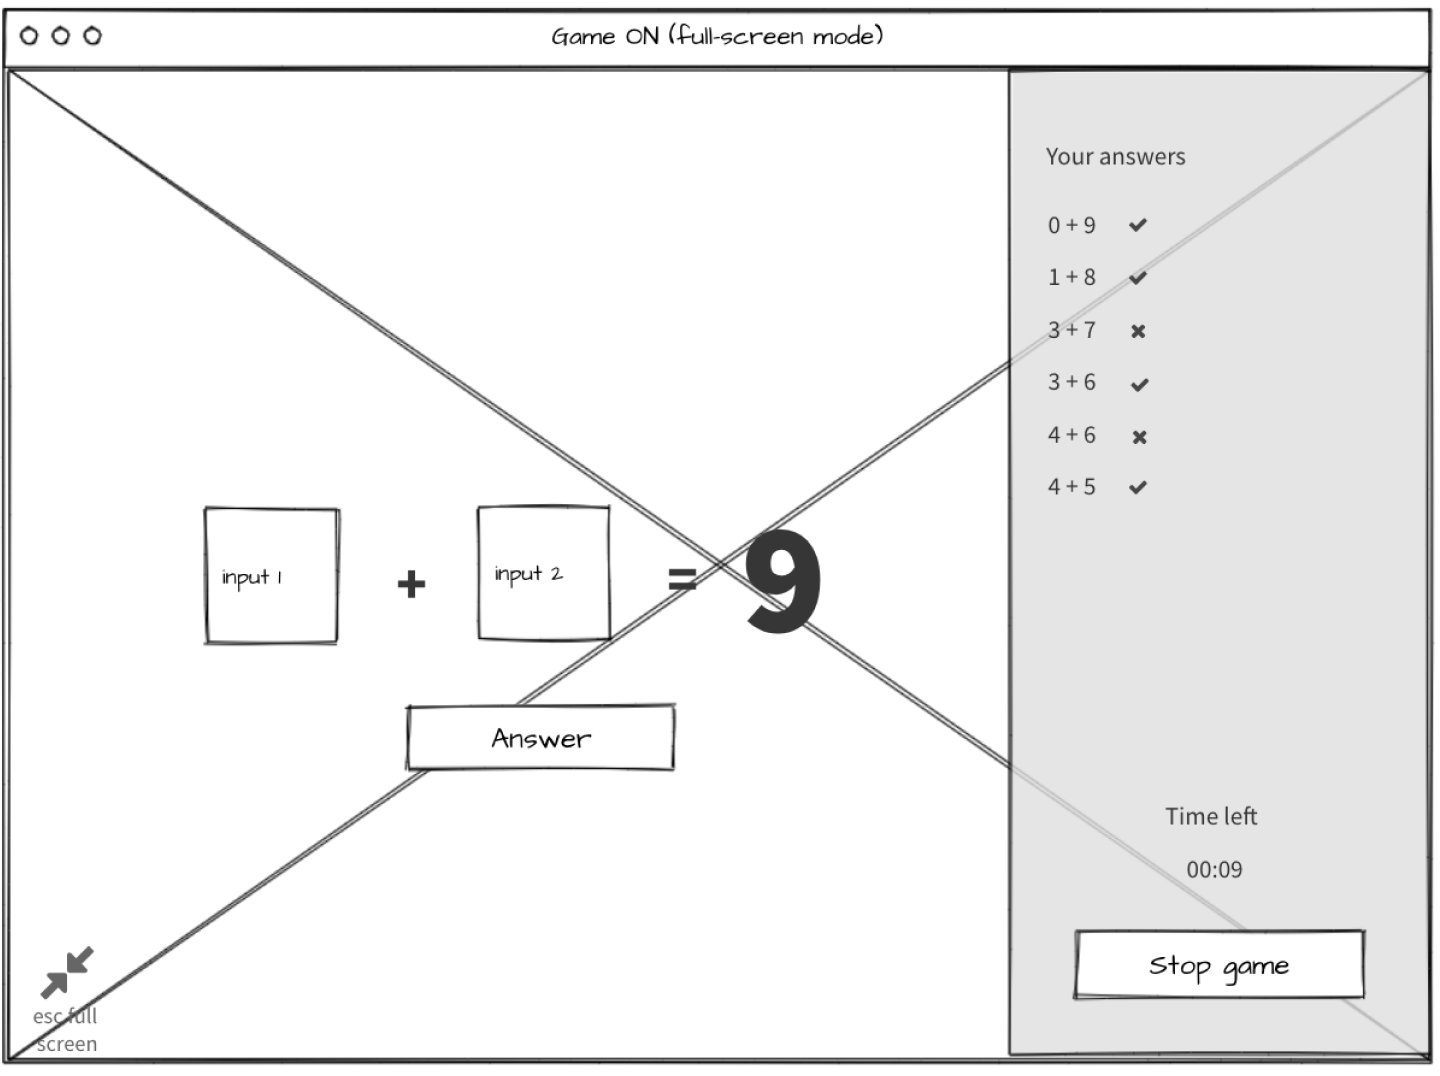 Game ON (full-screen mode)
Your answers
0 + 9
1 + 8
3 + 7
3 + 6
4 + 6
4 + 5
input 1 + input 2 = 9
Answer
Time left
00:09
Stop game
esc full
screen